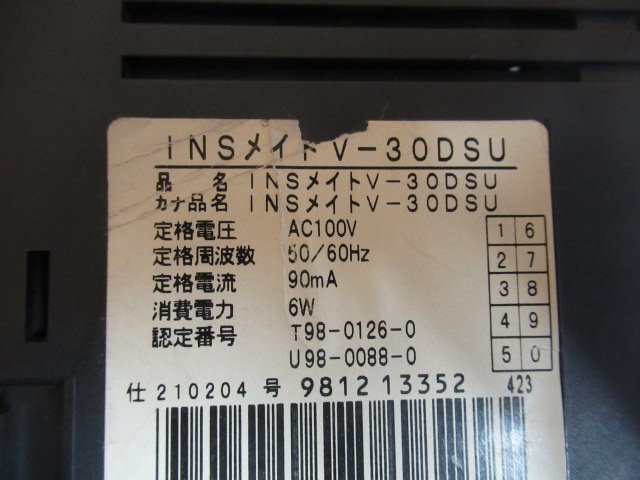 INSメイトV-30DSU
品 名 INSメイトV-30DSU
カナ品名 INSメイトV-30DSU
定格電圧 AC100V
定格周波数 50/60Hz
定格電流 90mA
消費電力 6W
認定番号 T98-0126-0
U98-0088-0
1 6
2 7
3 8
4 9
5 0
仕 210204 号 9812 13352 423